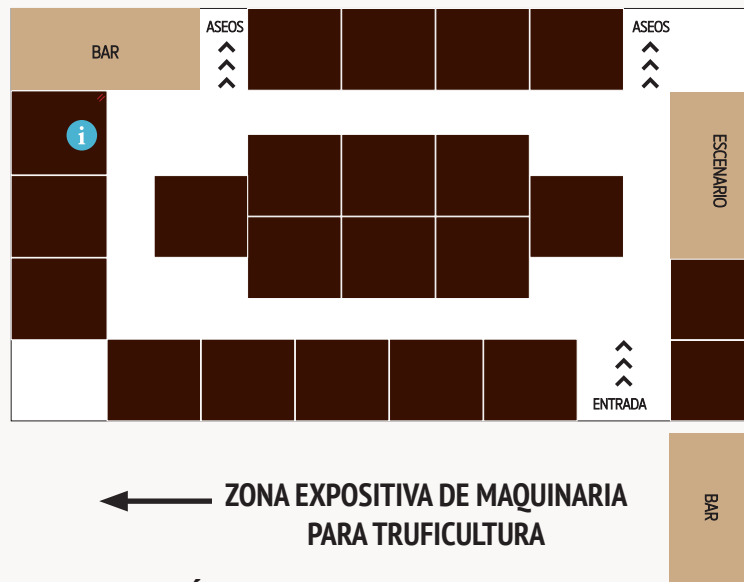 BAR
ASEOS
ASEOS
i
ESCENARIO
ENTRADA
ZONA EXPOSITIVA DE MAQUINARIA
PARA TRUFICULTURA
BAR